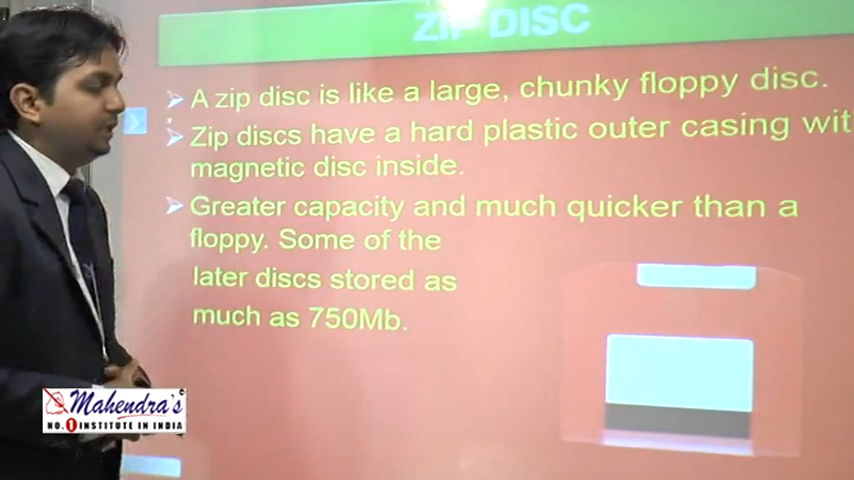 ZIP DISC
A zip disc is like a large, chunky floppy disc.
Zip discs have a hard plastic outer casing wit
magnetic disc inside.
Greater capacity and much quicker than a
floppy. Some of the
later discs stored as
much as 750Mb.
Mahendra's
NO. 1 INSTITUTE IN INDIA